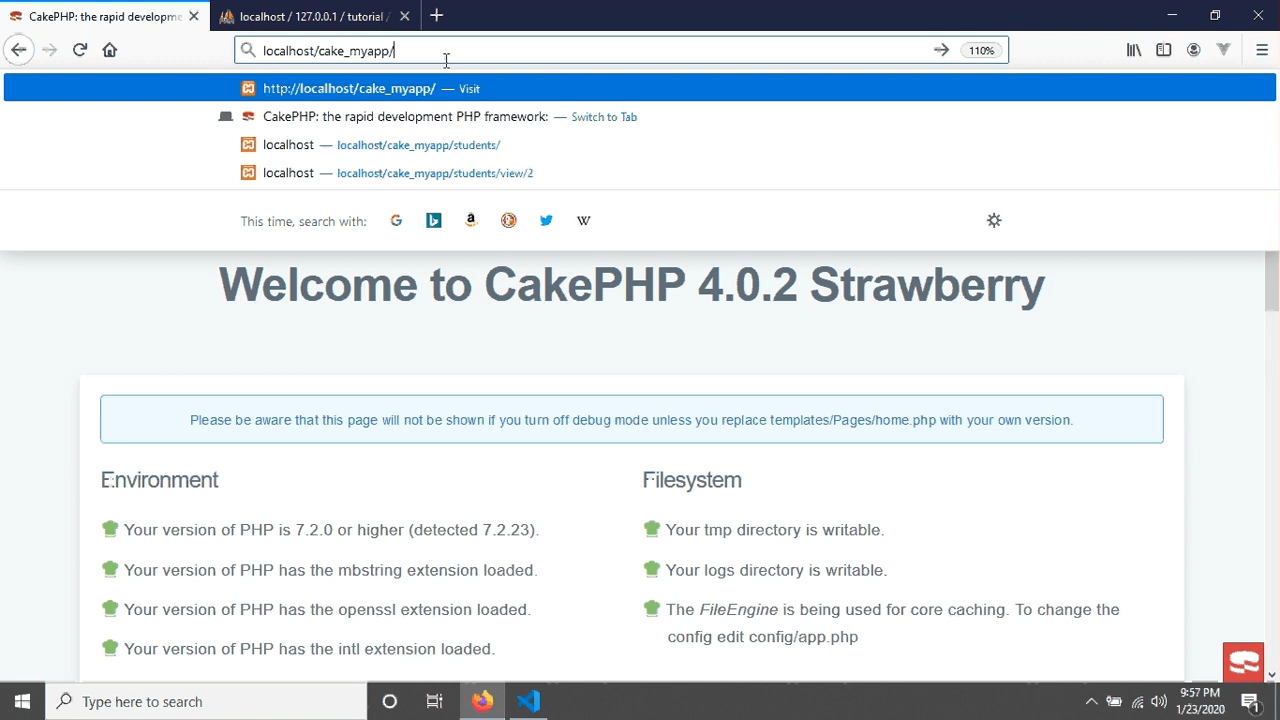 CakePHP: the rapid developme
localhost / 127.0.0.1 / tutorial /
localhost/cake_myapp/
110%
http://localhost/cake_myapp/ — Visit
CakePHP: the rapid development PHP framework: — Switch to Tab
localhost — localhost/cake_myapp/students/
localhost — localhost/cake_myapp/students/view/2
This time, search with:
Welcome to CakePHP 4.0.2 Strawberry
Please be aware that this page will not be shown if you turn off debug mode unless you replace templates/Pages/home.php with your own version.
Environment
Your version of PHP is 7.2.0 or higher (detected 7.2.23).
Your version of PHP has the mbstring extension loaded.
Your version of PHP has the openssl extension loaded.
Your version of PHP has the intl extension loaded.
Filesystem
Your tmp directory is writable.
Your logs directory is writable.
The FileEngine is being used for core caching. To change the
config edit config/app.php
Type here to search
9:57 PM
1/23/2020
1